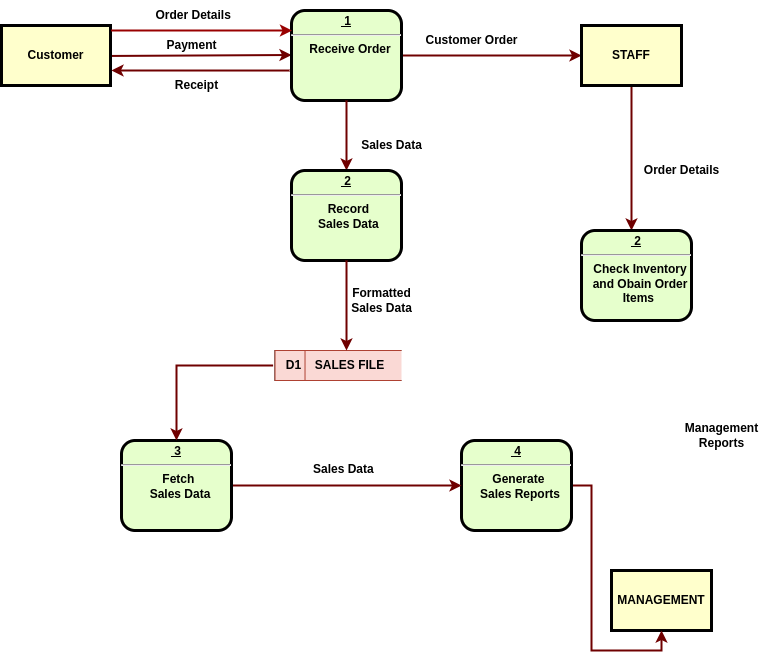 Order Details
1
Customer
Payment
Receive Order
Customer Order
STAFF
Receipt
Sales Data
Order Details
2
Record
Sales Data
2
Check Inventory
and Obain Order
Items
Formatted
Sales Data
D1 SALES FILE
Management
Reports
3
Fetch
Sales Data
Sales Data
4
Generate
Sales Reports
MANAGEMENT